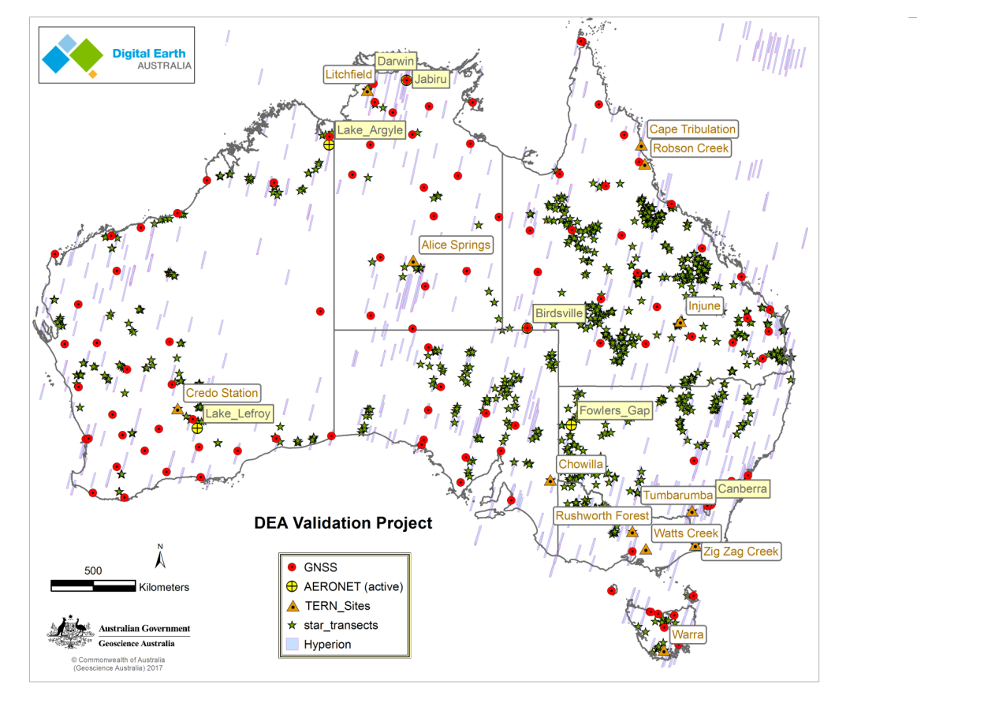 Digital Earth
AUSTRALIA
Darwin
Litchfield
Jabiru
Lake_Argyle
Cape Tribulation
Robson Creek
Alice Springs
Injune
Birdsville
Credo Station
Lake_Lefroy
Fowlers_Gap
Chowilla
Canberra
Tumbarumba
Rushworth Forest
Watts Creek
Zig Zag Creek
Warra
DEA Validation Project
N
500
Kilometers
GNSS
AERONET (active)
TERN_Sites
star_transects
Hyperion
Australian Government
Geoscience Australia
© Commonwealth of Australia
(Geoscience Australia) 2017